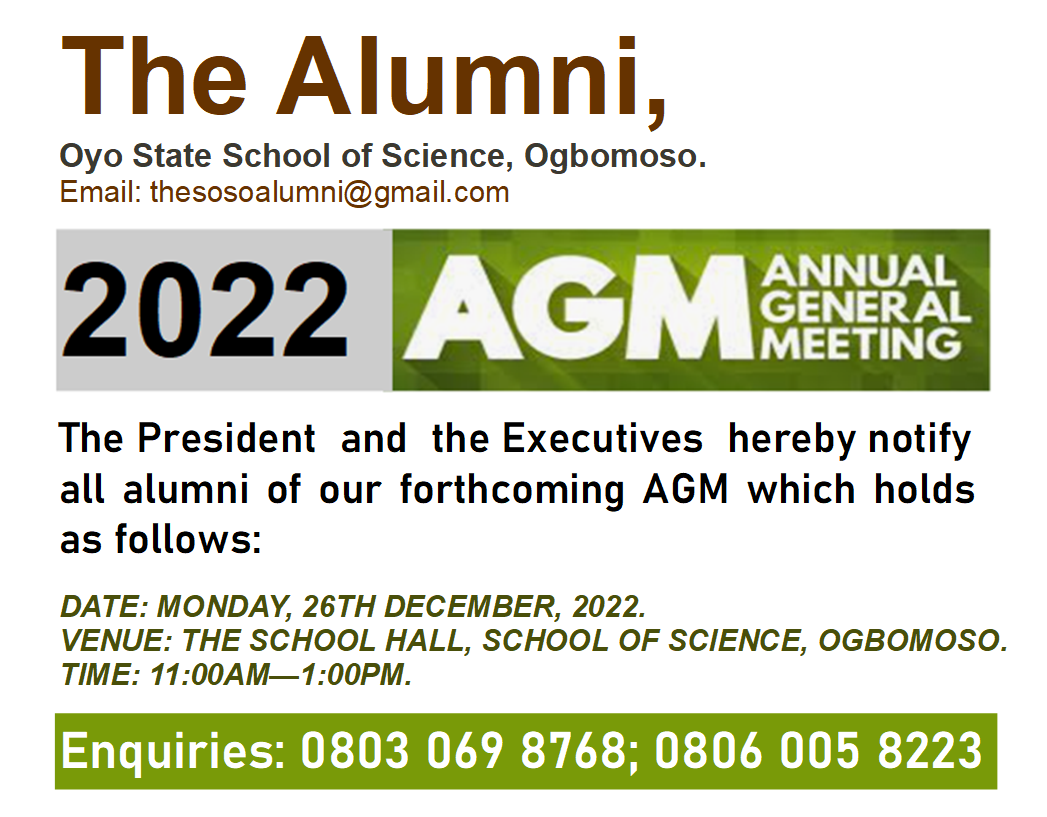 The Alumni,
Oyo State School of Science, Ogbomoso.
Email: thesosoalumni@gmail.com
2022 AGM ANNUAL
GENERAL
MEETING
The President and the Executives hereby notify
all alumni of our forthcoming AGM which holds
as follows:
DATE: MONDAY, 26TH DECEMBER, 2022.
VENUE: THE SCHOOL HALL, SCHOOL OF SCIENCE, OGBOMOSO.
TIME: 11:00AM—1:00PM.
Enquiries: 0803 069 8768; 0806 005 8223